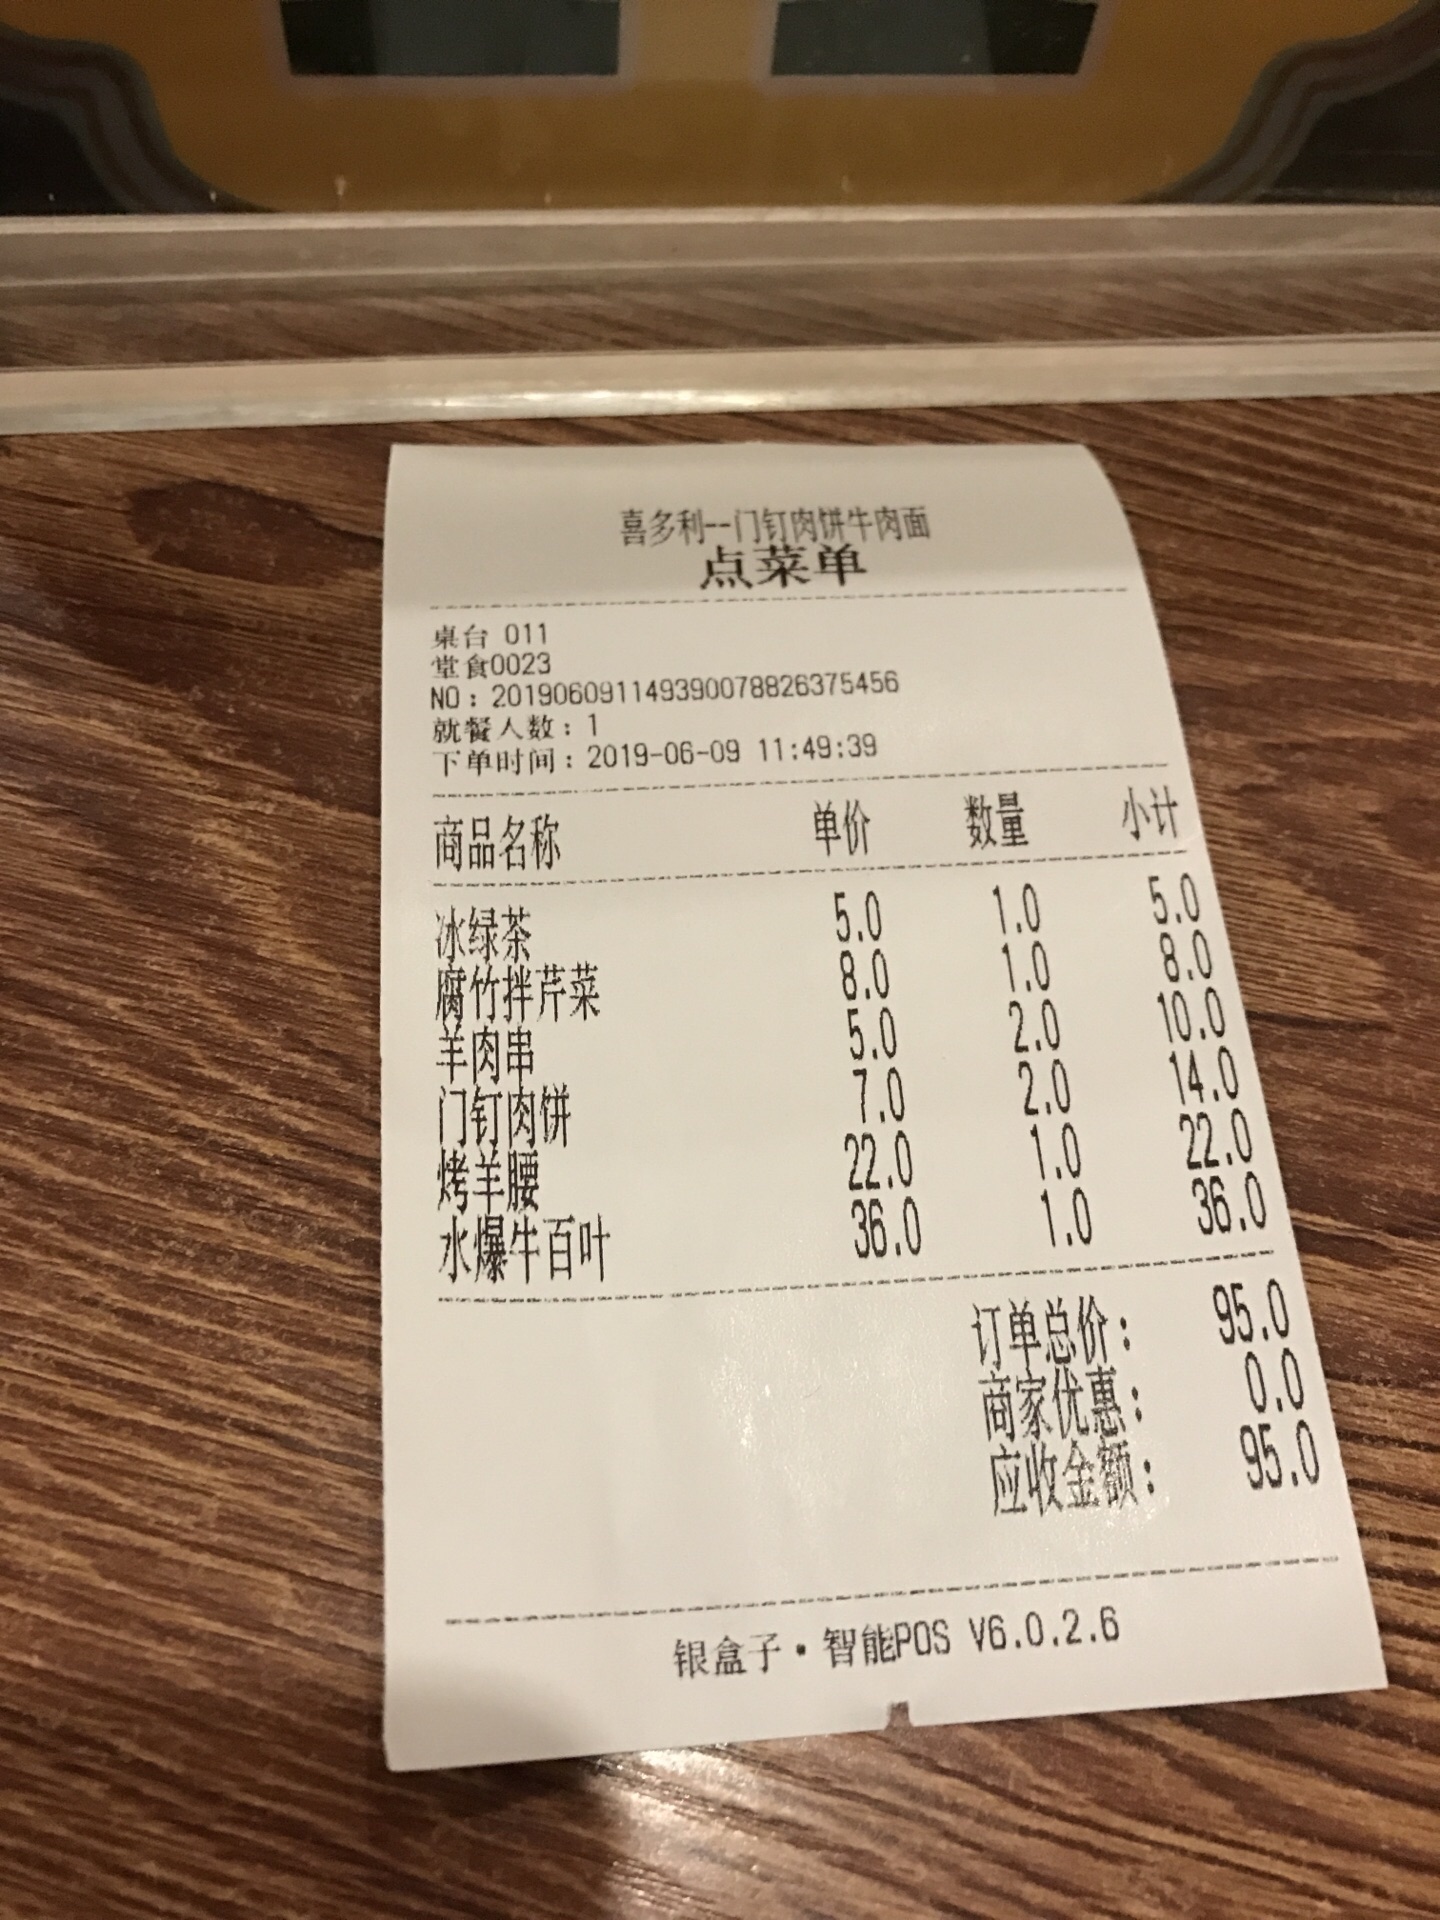 喜多利--门钉肉饼牛肉面
点菜单
桌台 011
堂食0023
NO：20190609114939007882637​5456
就餐人数：1
下单时间：2019-06-09 11:49:39
商品名称 单价 数量 小计
冰绿茶 5.0 1.0 5.0
腐竹拌芹菜 8.0 1.0 8.0
羊肉串 5.0 2.0 10.0
门钉肉饼 7.0 2.0 14.0
烤羊腰 22.0 1.0 22.0
水爆牛百叶 36.0 1.0 36.0
订单总价： 95.0
商家优惠： 0.0
应收金额： 95.0
银盒子·智能POS V6.0.2.6